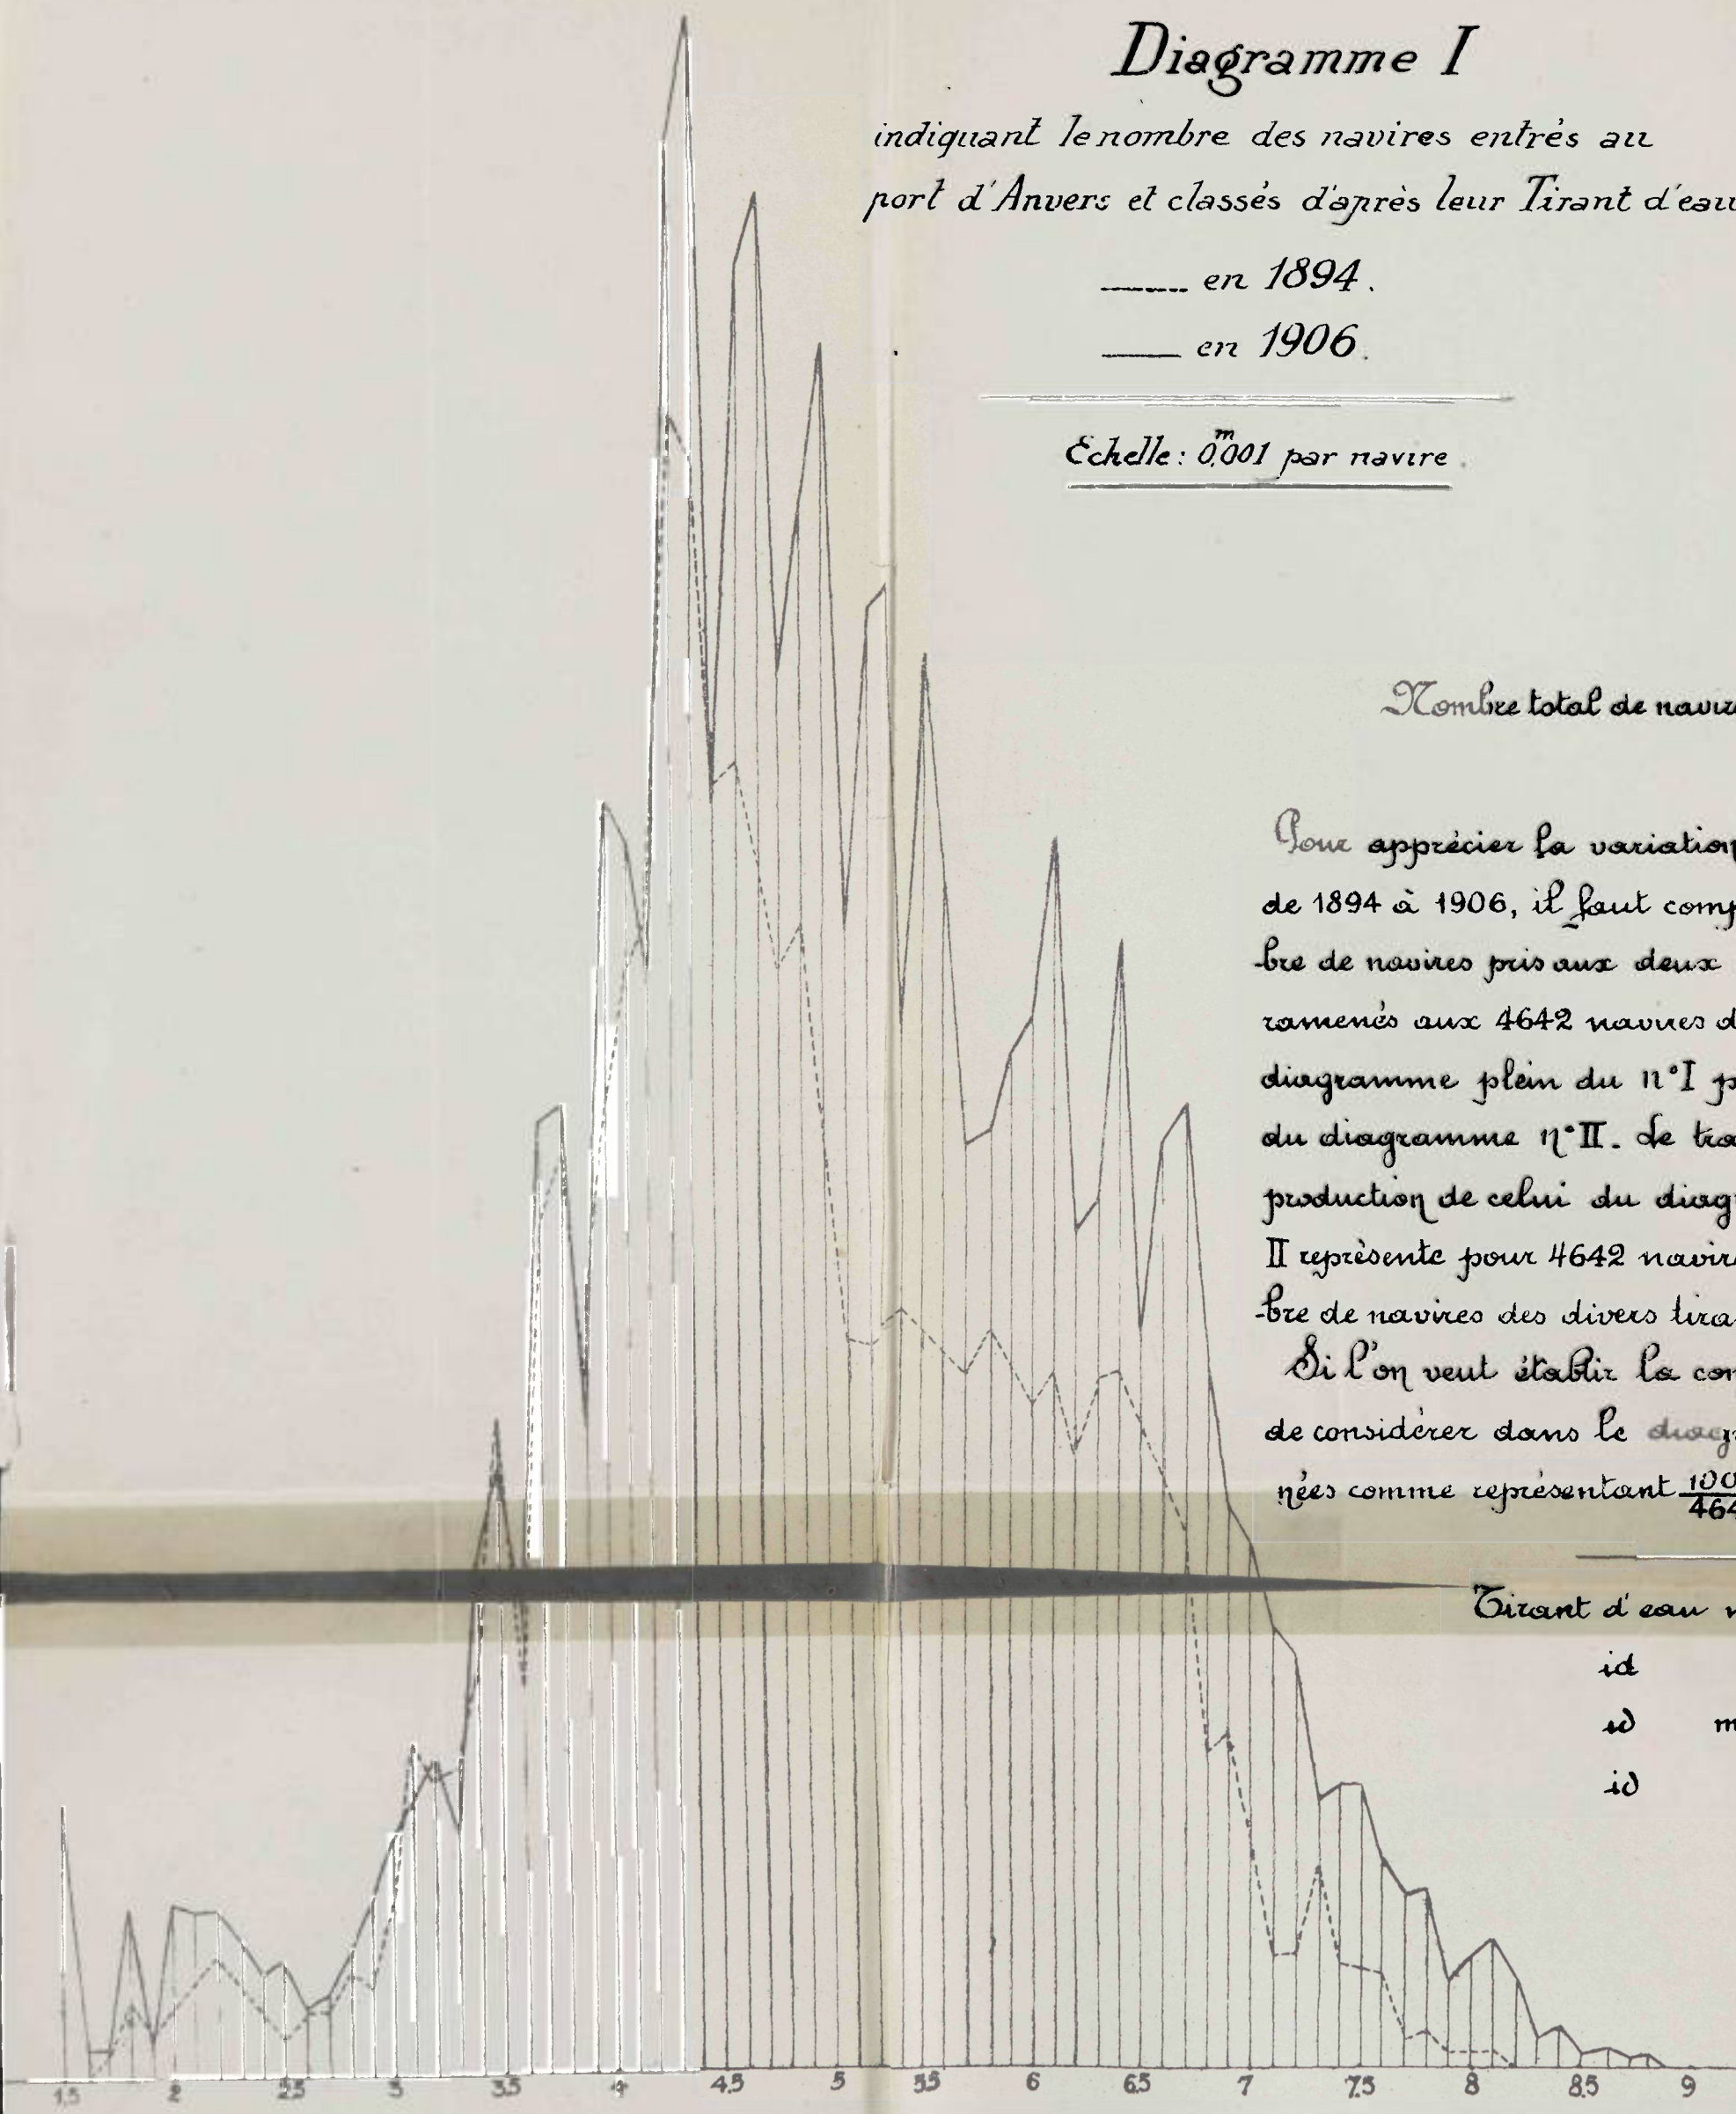 Diagramme I
indiquant le nombre des navires entrés au
port d'Anvers et classés d'après leur Tirant d'eau
en 1894.
en 1906.
Echelle: 0,001 m par navire.
Nombre total de navire
Pour apprécier la variation
de 1894 à 1906, il faut comp
-bre de navires pris aux deux
ramenés aux 4642 navires d
diagramme plein du n°I p
du diagramme n°II. Le tra
production de celui du diag
II représente pour 4642 navire
-bre de navires des divers tira
Si l'on veut établir la con
de considérer dans le diag
nées comme représentant 100 / 464
Tirant d'eau
id
id m
id
1,5 2 2.5 3 3.5 4 4.5 5 5.5 6 6.5 7 7.5 8 8.5 9